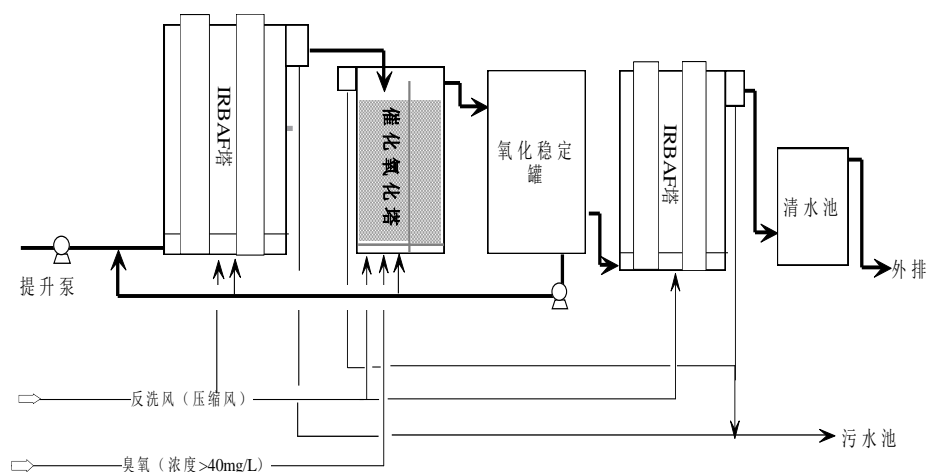 IRBAF塔
催化氧化塔
氧化稳定
罐
IRBAF塔
清水池
外排
提升泵
反洗风（压缩风）
污水池
臭氧（浓度>40mg/L）